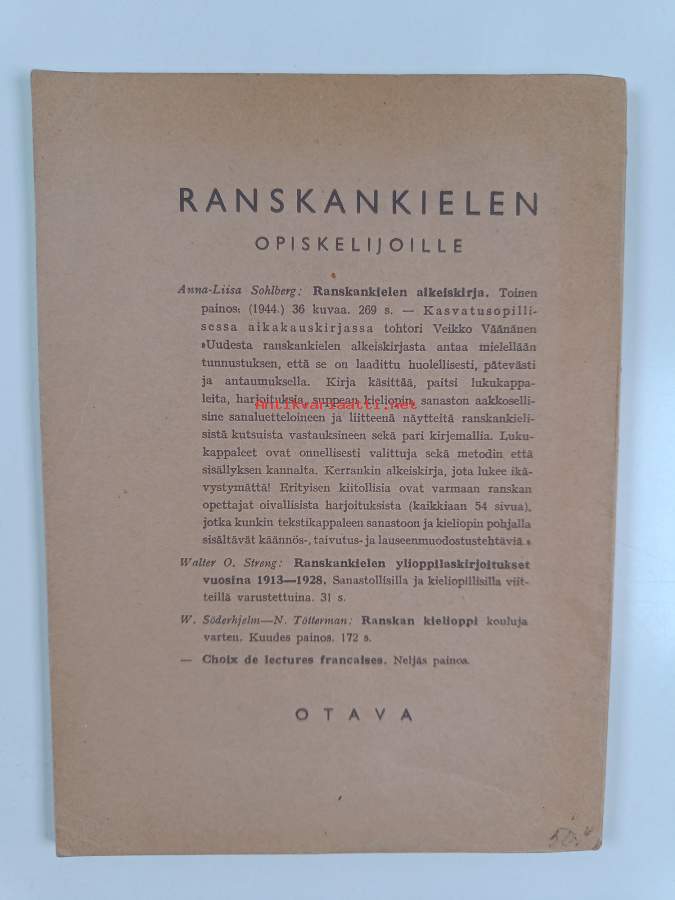 RANSKANKIELEN
OPISKELIJOILLE
Anna-Liisa Sohlberg: Ranskankielen alkeiskirja. Toinen
painos: (1944.) 36 kuvaa. 269 s. — Kasvatusopilli-
sessa aikakauskirjassa tohtori Veikko Väänänen
»Uudesta ranskankielen alkeiskirjasta antaa mielellään
tunnustuksen, että se on laadittu huolellisesti, pätevästi
ja antaumuksella. Kirja käsittää, paitsi lukukappa-
leita, harjoituksia, suppean kieliopin, sanaston aakkoselli-
antikvariaatti.net
sine sanaluetteloineen ja liitteenä näytteitä ranskankieli-
sistä kutsuista vastauksineen sekä pari kirjemallia. Luku-
kappaleet ovat onnellisesti valittuja sekä metodin että
sisällyksen kannalta. Kerrankin alkeiskirja, jota lukee ikä-
vystymättä! Erityisen kiitollisia ovat varmaan ranskan
opettajat oivallisista harjoituksista (kaikkiaan 54 sivua),
jotka kunkin tekstikappaleen sanastoon ja kieliopin pohjalla
sisältävät käännös-, taivutus- ja lauseenmuodostustehtäviä.»
Walter O. Streng: Ranskankielen ylioppilaskirjoitukset
vuosina 1913—1928. Sanastollisilla ja kieliopillisilla viit-
teillä varustettuina. 31 s.
W. Söderhjelm—N. Tötterman: Ranskan kielioppi kouluja
varten. Kuudes painos. 172 s.
— Choix de lectures francaises. Neljäs painos.
OTAVA
50: